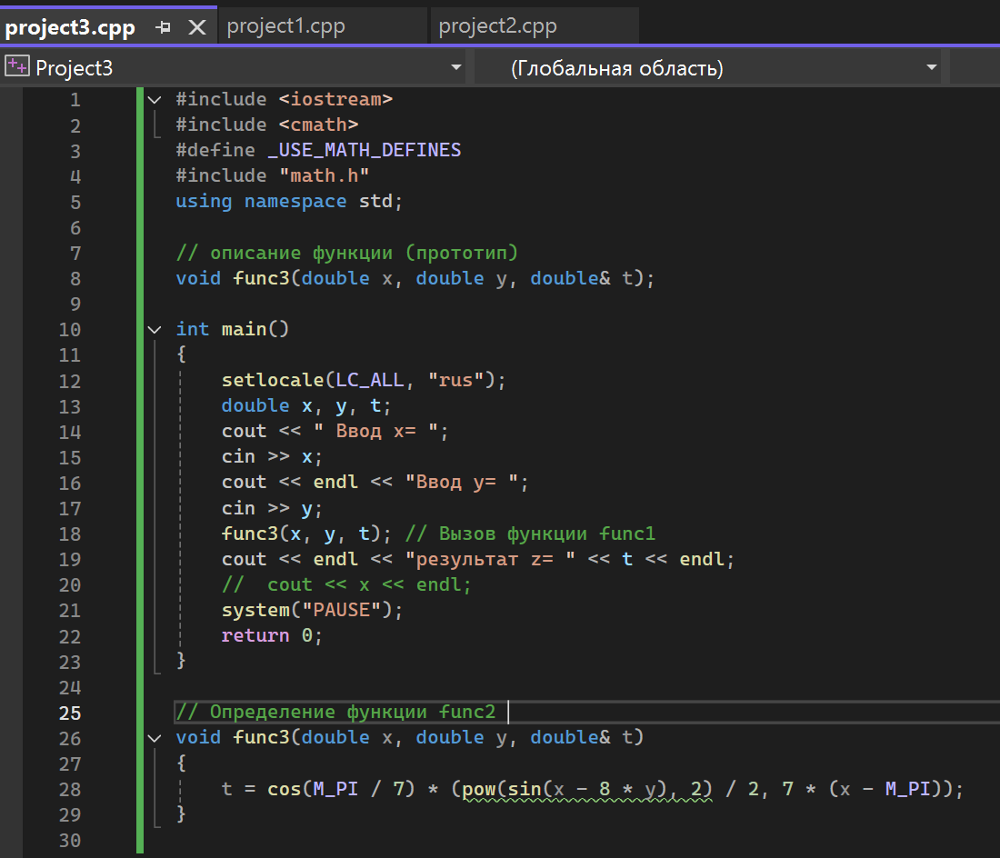 project3.cpp project1.cpp project2.cpp
Project3 (Глобальная область)
1 #include <iostream>
2 #include <cmath>
3 #define _USE_MATH_DEFINES
4 #include "math.h"
5 using namespace std;
6
7 // описание функции (прототип)
8 void func3(double x, double y, double& t);
9
10 int main()
11 {
12 setlocale(LC_ALL, "rus");
13 double x, y, t;
14 cout << " Ввод x= ";
15 cin >> x;
16 cout << endl << "Ввод y= ";
17 cin >> y;
18 func3(x, y, t); // Вызов функции func1
19 cout << endl << "результат z= " << t << endl;
20 //  cout << x << endl;
21 system("PAUSE");
22 return 0;
23 }
24
25 // Определение функции func2
26 void func3(double x, double y, double& t)
27 {
28 t = cos(M_PI / 7) * (pow(sin(x - 8 * y), 2) / 2, 7 * (x - M_PI));
29 }
30